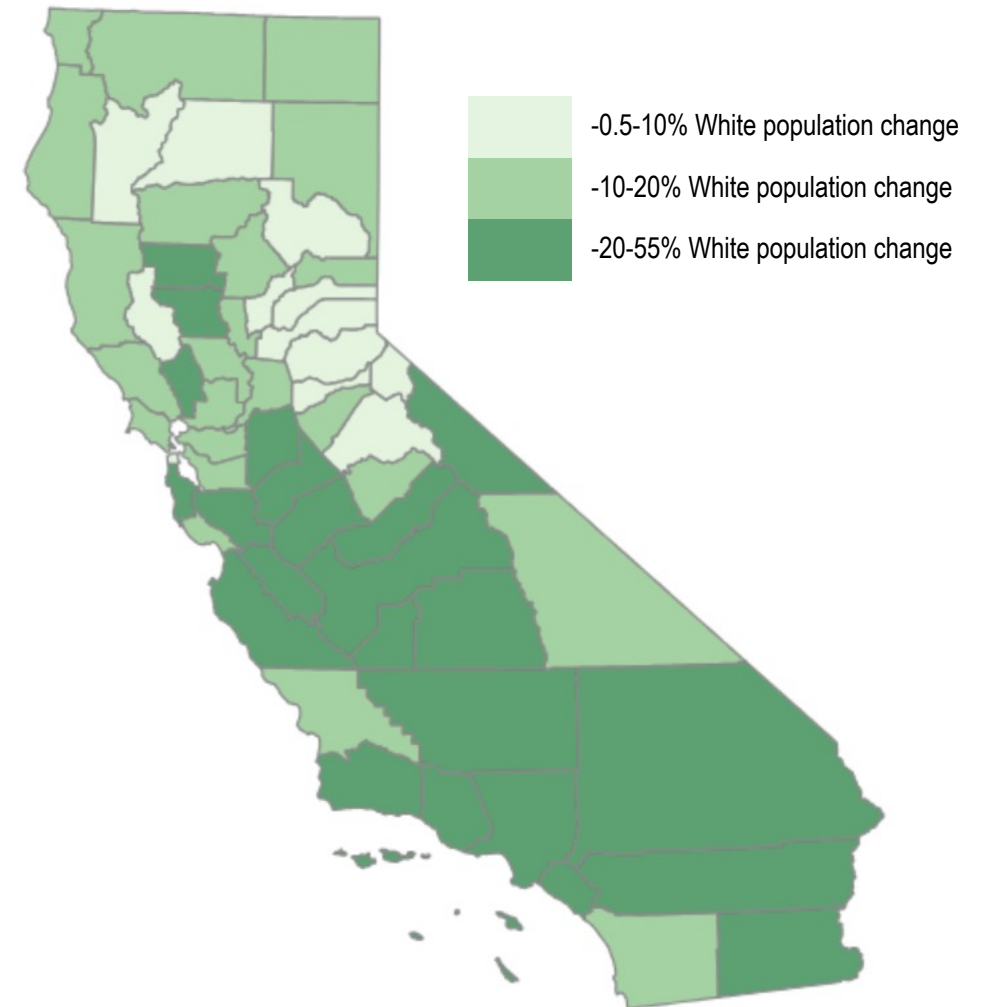 -0.5-10% White population change
-10-20% White population change
-20-55% White population change